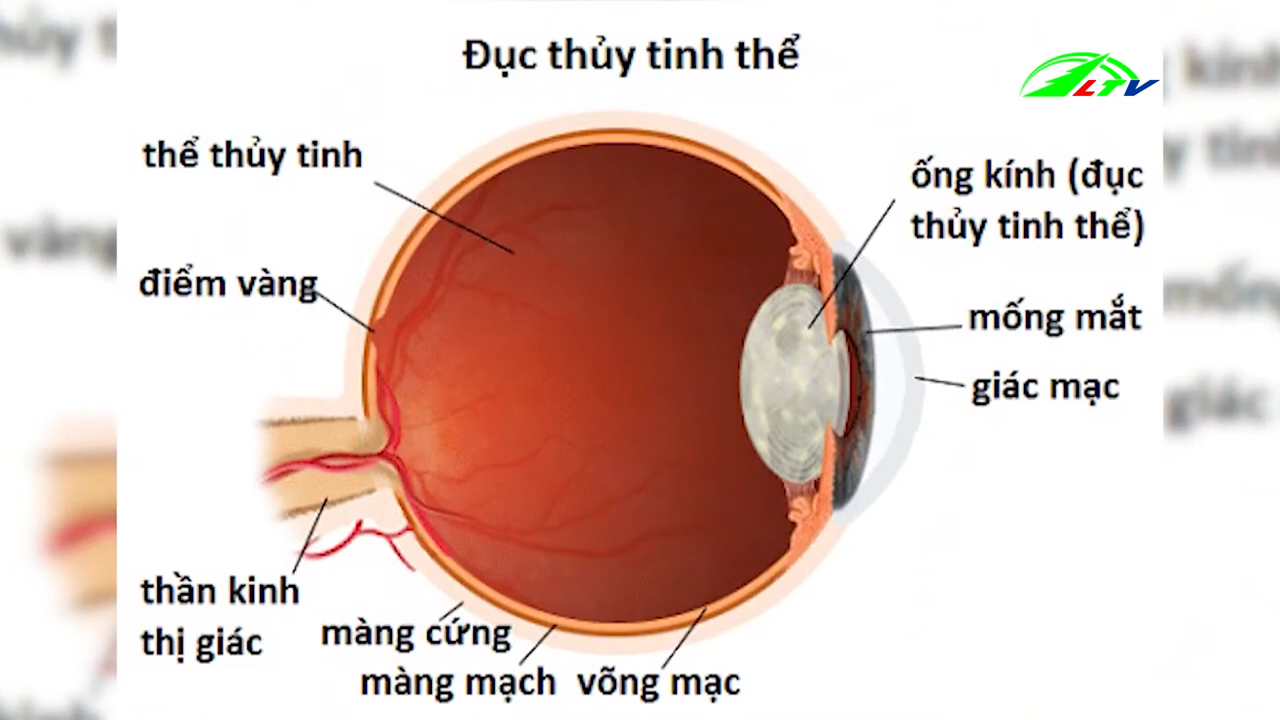 Đục thủy tinh thể
LTV
thể thủy tinh
ống kính (đục
thủy tinh thể)
điểm vàng
mống mắt
giác mạc
thần kinh
thị giác
màng cứng
màng mạch
võng mạc